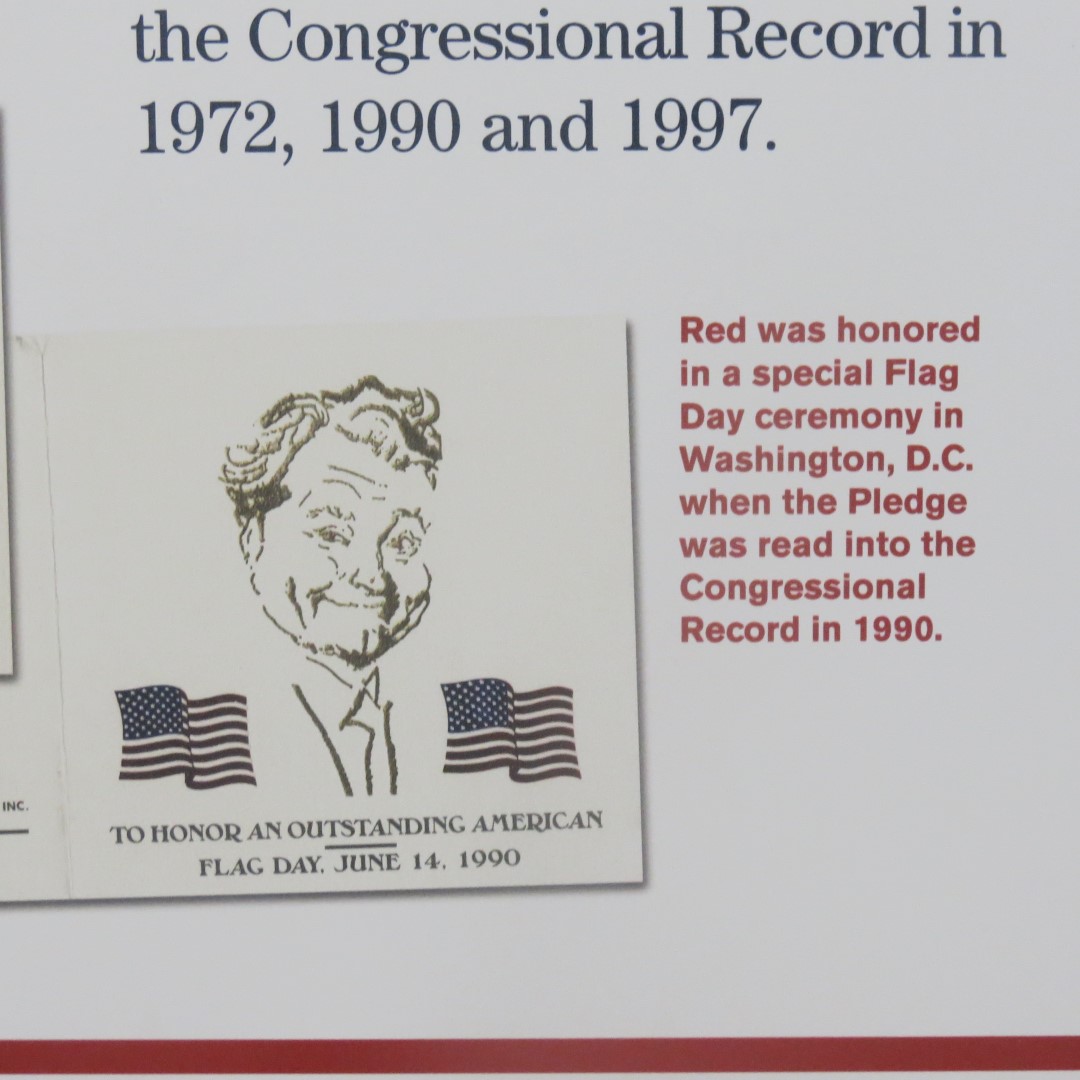 the Congressional Record in
1972, 1990 and 1997.
Red was honored
in a special Flag
Day ceremony in
Washington, D.C.
when the Pledge
was read into the
Congressional
Record in 1990.
INC.
TO HONOR AN OUTSTANDING AMERICAN
FLAG DAY, JUNE 14, 1990